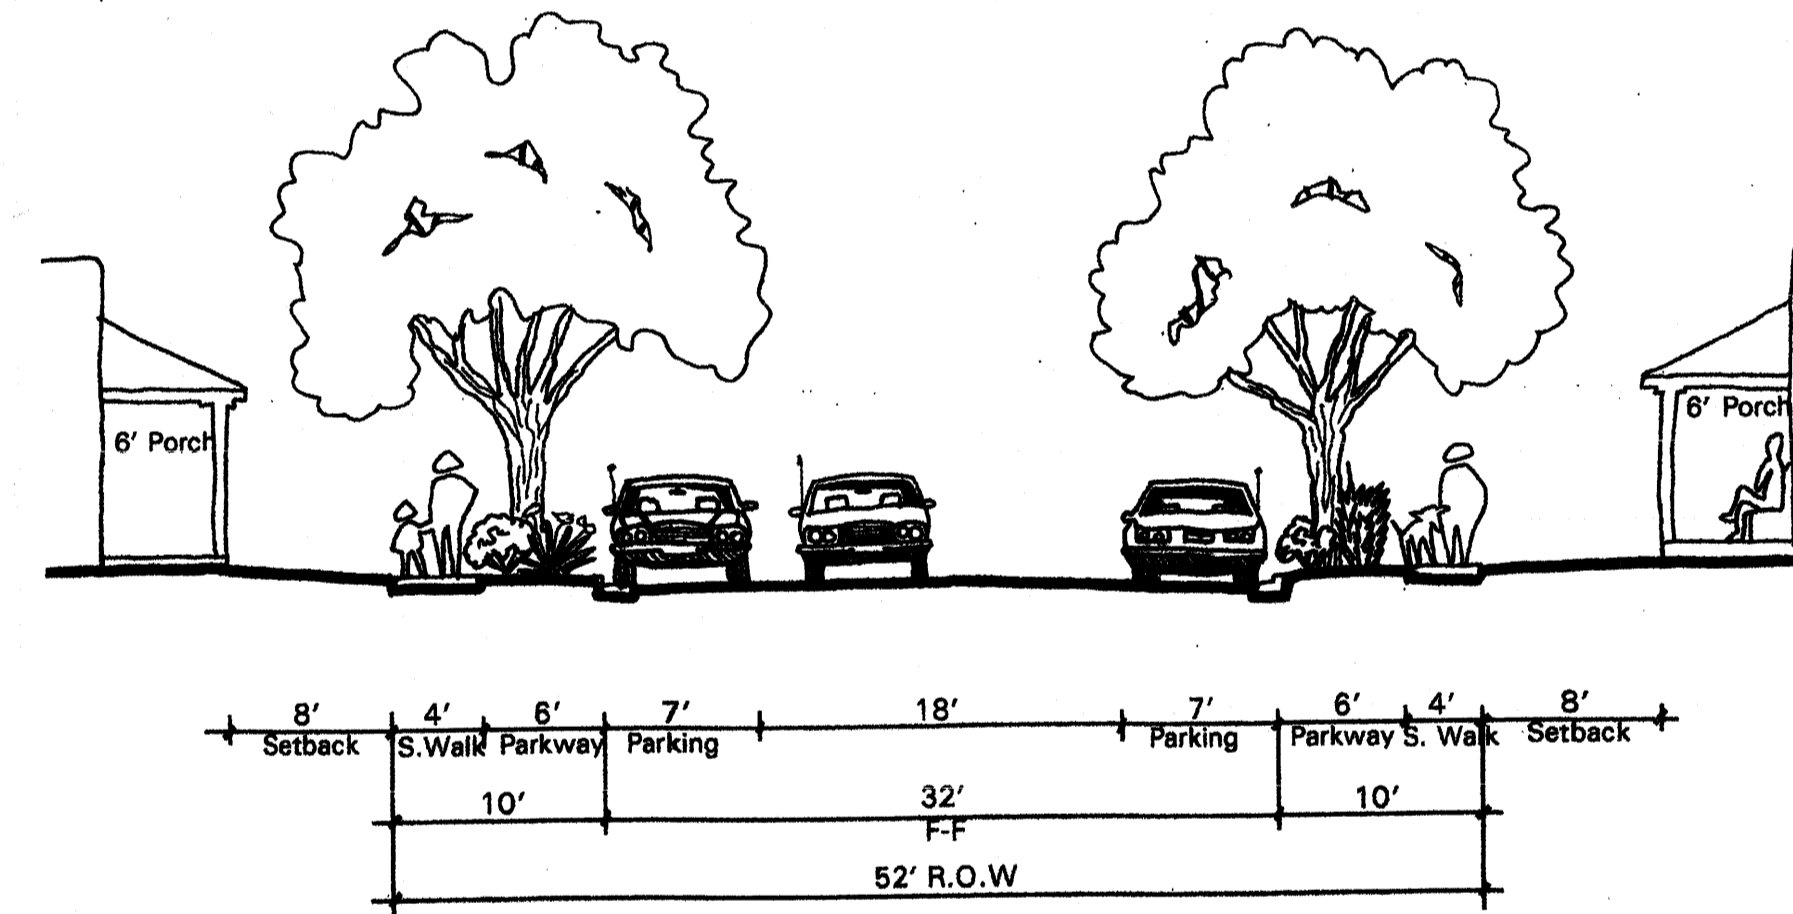 6' Porch
6' Porch
8' 4' 6' 7' 18' 7' 6' 4' 8'
Setback S.Walk Parkway Parking Parking Parkway S. Walk Setback
10' 32' 10'
F-F
52' R.O.W